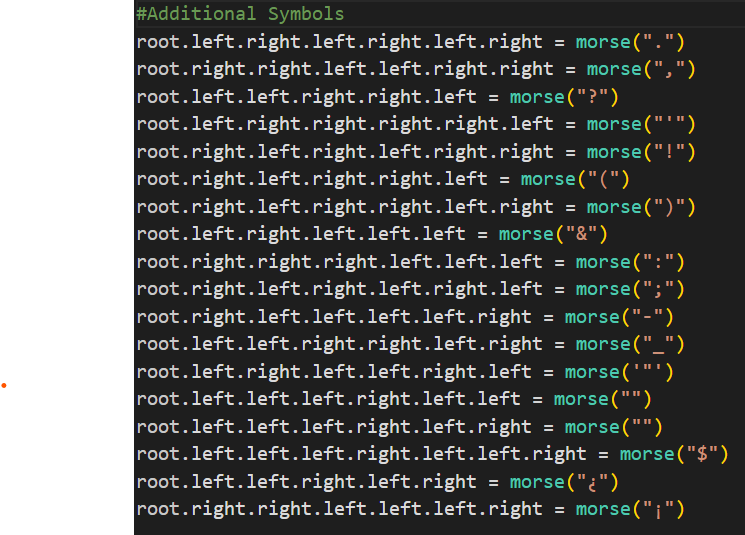 #Additional Symbols
root.left.right.left.right.left.right = morse(".")
root.right.right.left.left.right.right = morse(",")
root.left.left.right.right.left = morse("?")
root.left.right.right.right.right.left = morse("'")
root.right.left.right.left.right.right = morse("!")
root.right.left.right.right.left = morse("(")
root.right.left.right.right.left.right = morse(")")
root.left.right.left.left.left = morse("&")
root.right.right.right.left.left.left = morse(":")
root.right.left.right.left.right.left = morse(";")
root.right.left.left.left.left.right = morse("-")
root.left.left.right.right.left.right = morse("_")
root.left.right.left.left.right.left = morse('"')
root.left.left.left.right.left.left = morse("")
root.left.left.left.right.left.right = morse("")
root.left.left.left.right.left.left.right = morse("$")
root.left.left.right.left.right = morse("¿")
root.right.right.left.left.left.right = morse("¡")